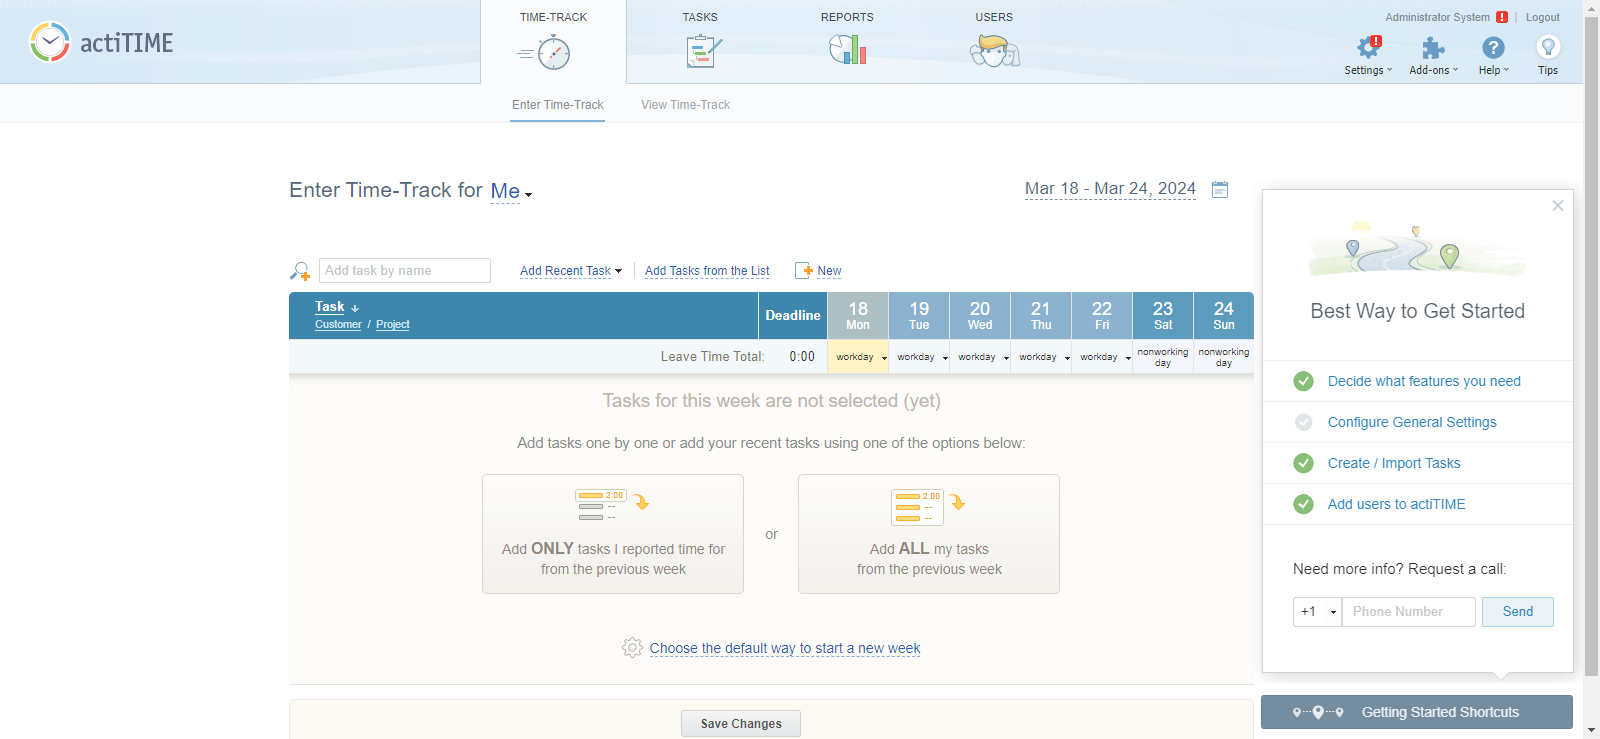 TIME-TRACK
TASKS
REPORTS
USERS
Administrator System ! | Logout
actiTIME
Settings
Add-ons
Help
Tips
Enter Time-Track
View Time-Track
Enter Time-Track for Me
Mar 18 - Mar 24, 2024
Add task by name
Add Recent Task
Add Tasks from the List
New
Task ↓
Customer / Project
Deadline
18 Mon
19 Tue
20 Wed
21 Thu
22 Fri
23 Sat
24 Sun
Leave Time Total: 0:00
workday
workday
workday
workday
workday
nonworking day
nonworking day
Tasks for this week are not selected (yet)
Add tasks one by one or add your recent tasks using one of the options below:
2:00
--
--
Add ONLY tasks I reported time for
from the previous week
or
2:00
--
--
Add ALL my tasks
from the previous week
Choose the default way to start a new week
Save Changes
Best Way to Get Started
Decide what features you need
Configure General Settings
Create / Import Tasks
Add users to actiTIME
Need more info? Request a call:
+1
Phone Number
Send
Getting Started Shortcuts